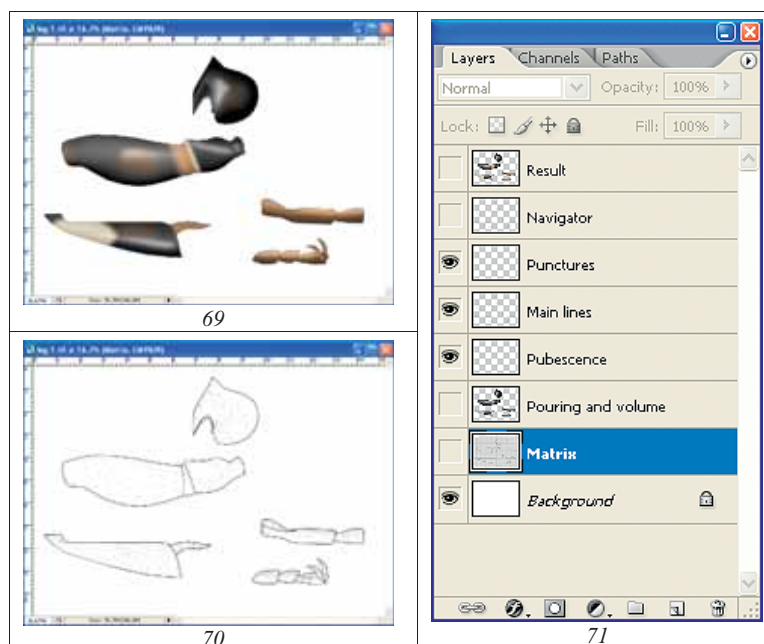 69
70
Layers Channels Paths
Normal Opacity: 100%
Lock: Fill: 100%
Result
Navigator
Punctures
Main lines
Pubescence
Pouring and volume
Matrix
Background
71